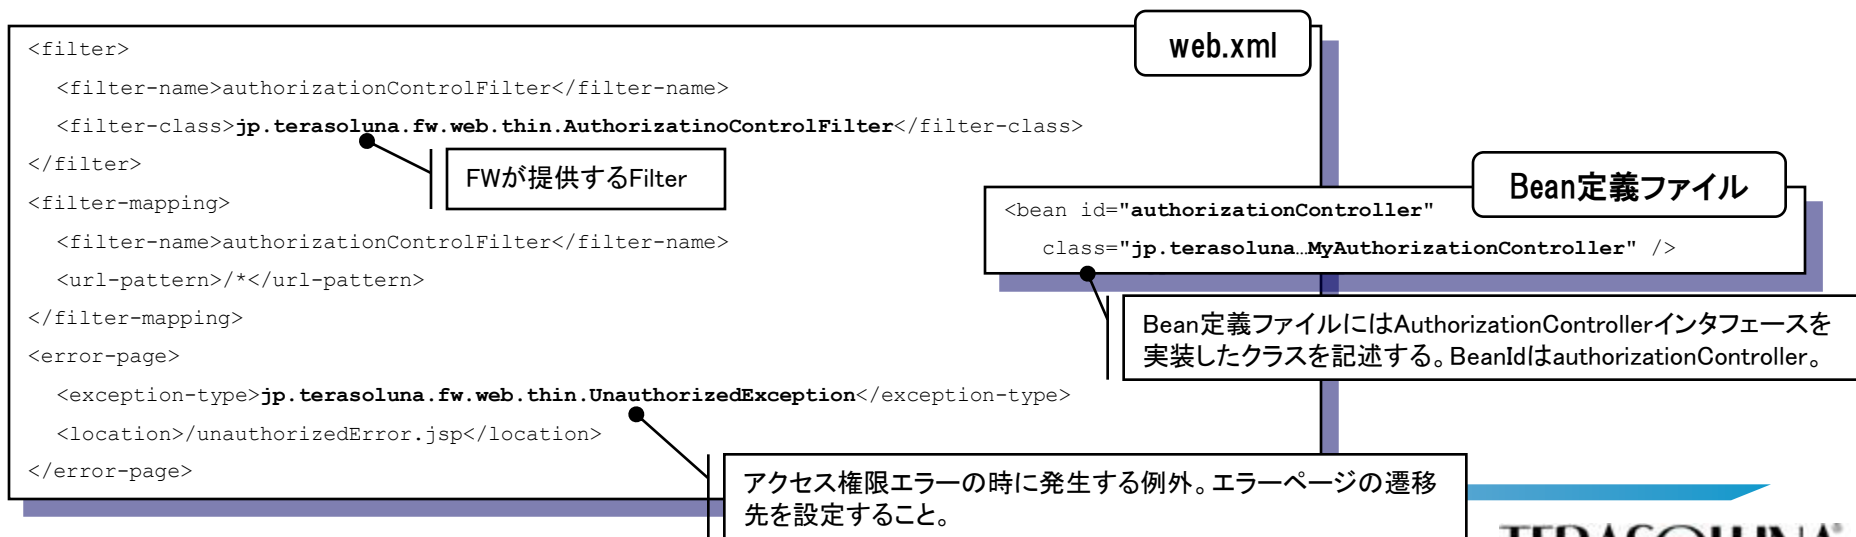 web.xml
<filter>
<filter-name>authorizationControlFilter</filter-name>
<filter-class>jp.terasoluna.fw.web.thin.AuthorizatinoControlFilter</filter-class>
</filter>
FWが提供するFilter
<filter-mapping>
<filter-name>authorizationControlFilter</filter-name>
<url-pattern>/*</url-pattern>
</filter-mapping>
<error-page>
<exception-type>jp.terasoluna.fw.web.thin.UnauthorizedException</exception-type>
<location>/unauthorizedError.jsp</location>
</error-page>
アクセス権限エラーの時に発生する例外。エラーページの遷移
先を設定すること。
Bean定義ファイル
<bean id="authorizationController"
class="jp.terasoluna…MyAuthorizationController" />
Bean定義ファイルにはAuthorizationControllerインタフェースを
実装したクラスを記述する。BeanIdはauthorizationController。
TERASOLUNA®